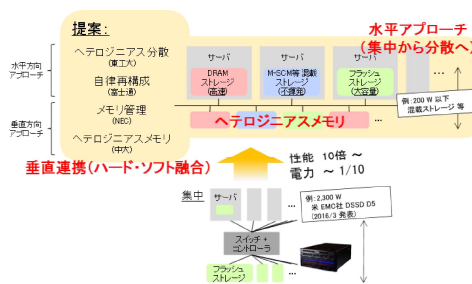 提案:
水平アプローチ
(集中から分散へ)
水平方向
アプローチ
ヘテロジニアス分散
(東工大)
自律再構成
(富士通)
垂直方向
アプローチ
メモリ管理
(NEC)
ヘテロジニアスメモリ
(中大)
サーバ
DRAM
ストレージ
(高速)
サーバ
M-SCM等 混載
ストレージ
(不揮発)
サーバ
フラッシュ
ストレージ
(大容量)
...
ヘテロジニアスメモリ
...
例:200 W 以下
混載ストレージ 等
垂直連携(ハード・ソフト融合)
性能 10倍 ~
電力 ~ 1/10
集中
サーバ
...
例:2,300 W
米 EMC社 DSSD D5
(2016/3 発表)
スイッチ・
コントローラ
フラッシュ
ストレージ
...